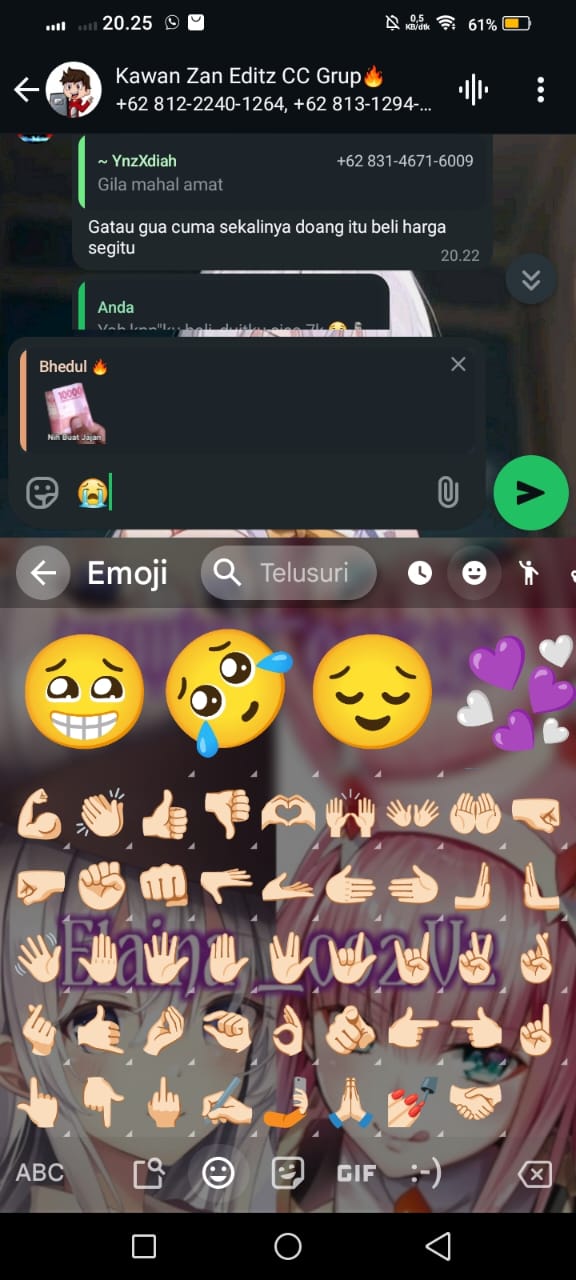 20.25
0,5
KB/dtk
61%
Kawan Zan Editz CC Grup🔥
+62 812-2240-1264, +62 813-1294-...
~ YnzXdiah
+62 831-4671-6009
Gila mahal amat
Gatau gua cuma sekalinya doang itu beli harga
segitu
20.22
Anda
Bhedul 🔥
10000
Nih Buat Jajan
😭
Emoji
Telusuri
Elaina
ABC
GIF
:-)